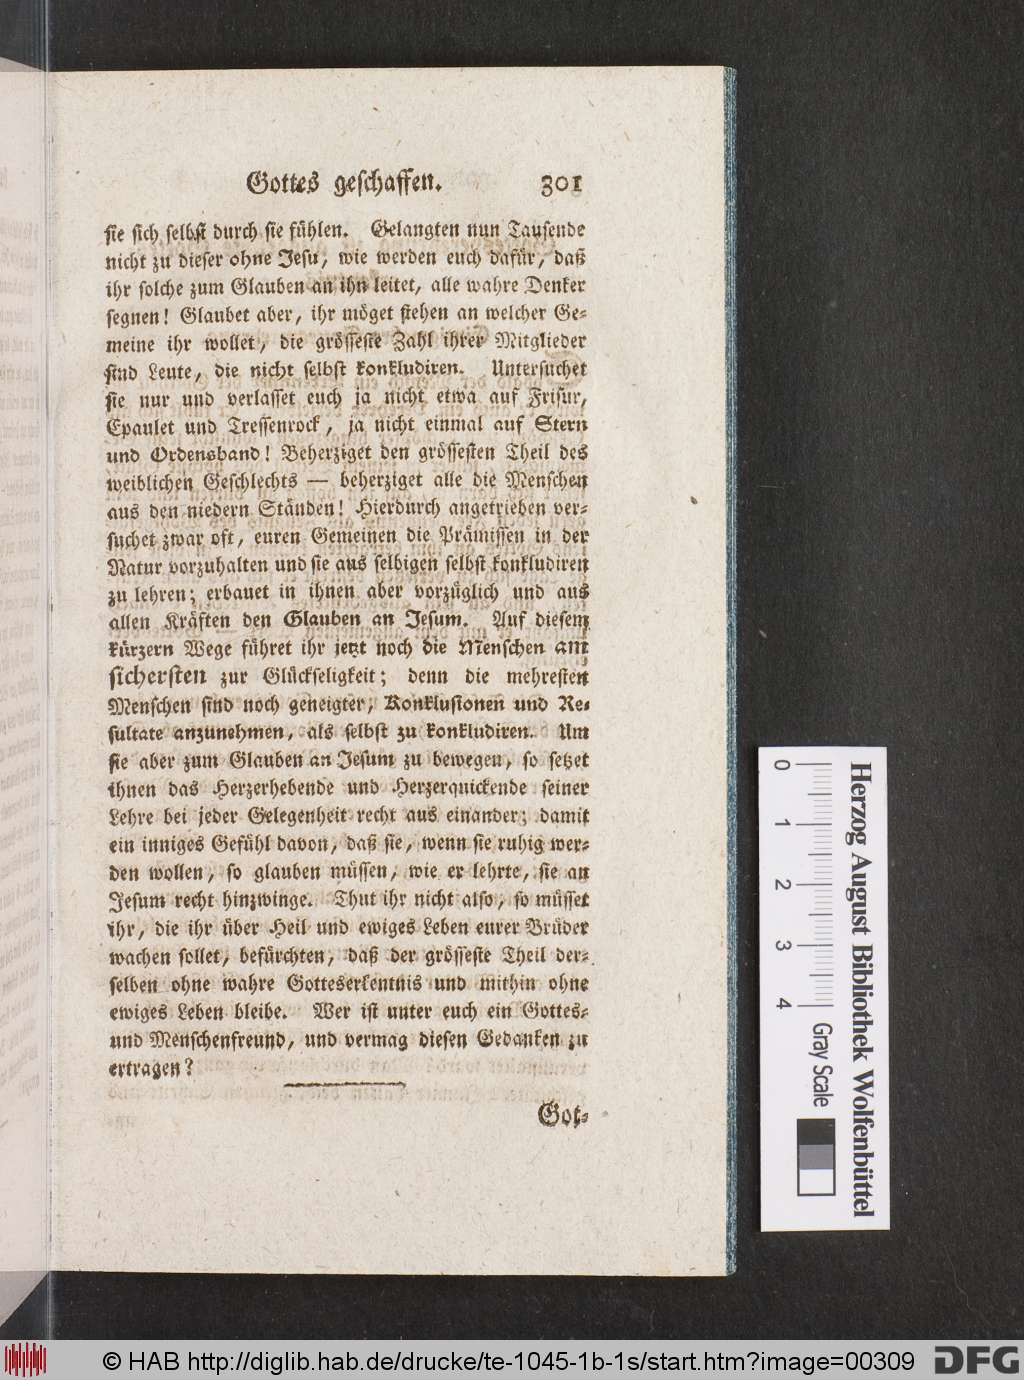 Gottes geschaffen. 301
sie sich selbst durch sie fühlen. Gelangten nun Tausende
nicht zu dieser ohne Jesu, wie werden euch dafür, daß
ihr solche zum Glauben an ihn leitet, alle wahre Denker
segnen! Glaubet aber, ihr möget stehen an welcher Ge-
meine ihr wollet, die grösseste Zahl ihrer Mitglieder
sind Leute, die nicht selbst konkludiren. Untersuchet
sie nur und verlasset euch ja nicht etwa auf Frisur,
Epaulet und Tressenrock, ja nicht einmal auf Stern
und Ordensband! Beherziget den grössesten Theil des
weiblichen Geschlechts — beherziget alle die Menschen
aus den niedern Ständen! Hierdurch angetrieben ver-
suchet zwar oft, euren Gemeinen die Prämissen in der
Natur vorzuhalten und sie aus selbigen selbst konkludiren
zu lehren; erbauet in ihnen aber vorzüglich und aus
allen Kräften den Glauben an Jesum. Auf diesem
kürzern Wege führet ihr jetzt noch die Menschen am
sichersten zur Glückseligkeit; denn die mehresten
Menschen sind noch geneigter, Konklusionen und Re-
sultate anzunehmen, als selbst zu konkludiren. Um
sie aber zum Glauben an Jesum zu bewegen, so setzet
ihnen das Herzerhebende und Herzerquickende seiner
Lehre bei jeder Gelegenheit recht aus einander; damit
ein inniges Gefühl davon, daß sie, wenn sie ruhig wer-
den wollen, so glauben müssen, wie er lehrte, sie an
Jesum recht hinzwinge. Thut ihr nicht also, so müsset
ihr, die ihr über Heil und ewiges Leben eurer Brüder
wachen sollet, befürchten, daß der grösseste Theil der-
selben ohne wahre Gotteserkentnis und mithin ohne
ewiges Leben bleibe. Wer ist unter euch ein Gottes-
und Menschenfreund, und vermag diesen Gedanken zu
ertragen?
Got-
0 1 2 3 4 Gray Scale
Herzog August Bibliothek Wolfenbüttel
© HAB http://diglib.hab.de/drucke/te-1045-1b-1s/start.htm?image=00309 DFG